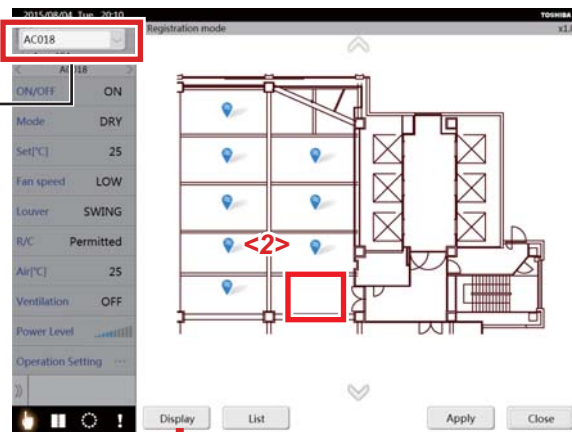 2015/08/04 Tue 20:10 TOSHIBA
AC018 Registration mode
AC018
ON/OFF ON
Mode DRY
Set[°C] 25
Fan speed LOW
Louver SWING
R/C Permitted
<2>
Air[°C] 25
Ventilation OFF
Power Level
Operation Setting ...
Display List Apply Close